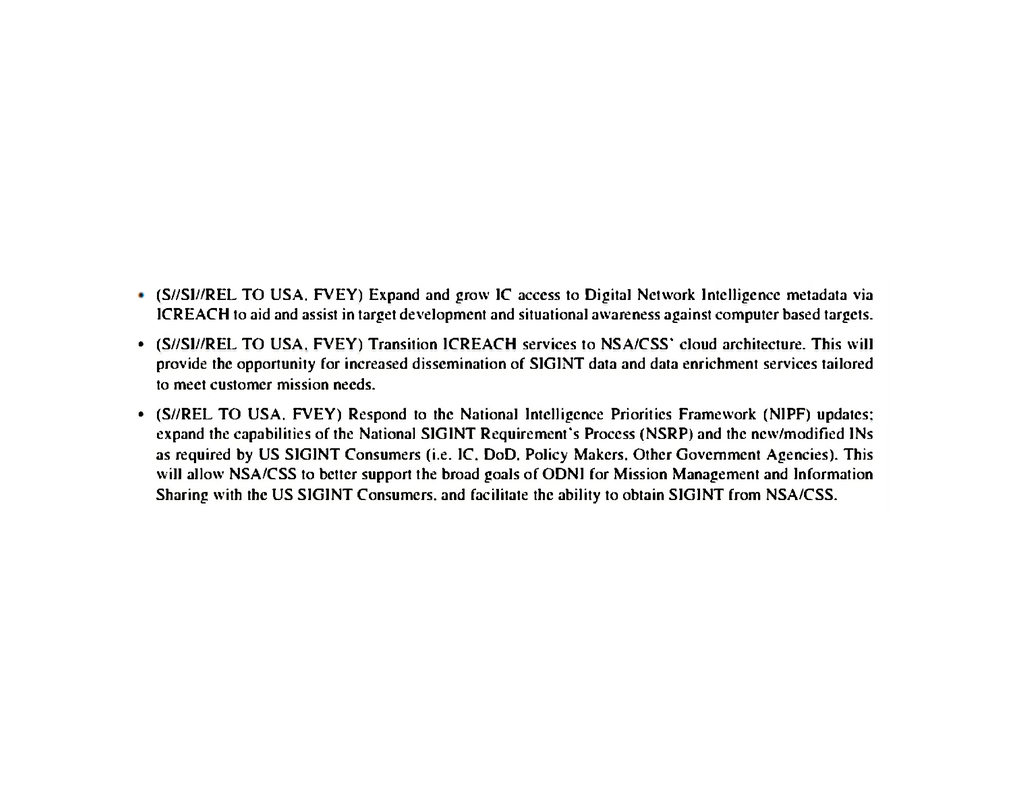 • (S//SI//REL TO USA, FVEY) Expand and grow IC access to Digital Network Intelligence metadata via
ICREACH to aid and assist in target development and situational awareness against computer based targets.
• (S//SI//REL TO USA, FVEY) Transition ICREACH services to NSA/CSS' cloud architecture. This will
provide the opportunity for increased dissemination of SIGINT data and data enrichment services tailored
to meet customer mission needs.
• (S//REL TO USA, FVEY) Respond to the National Intelligence Priorities Framework (NIPF) updates;
expand the capabilities of the National SIGINT Requirement's Process (NSRP) and the new/modified INs
as required by US SIGINT Consumers (i.e. IC, DoD, Policy Makers, Other Government Agencies). This
will allow NSA/CSS to better support the broad goals of ODNI for Mission Management and Information
Sharing with the US SIGINT Consumers, and facilitate the ability to obtain SIGINT from NSA/CSS.